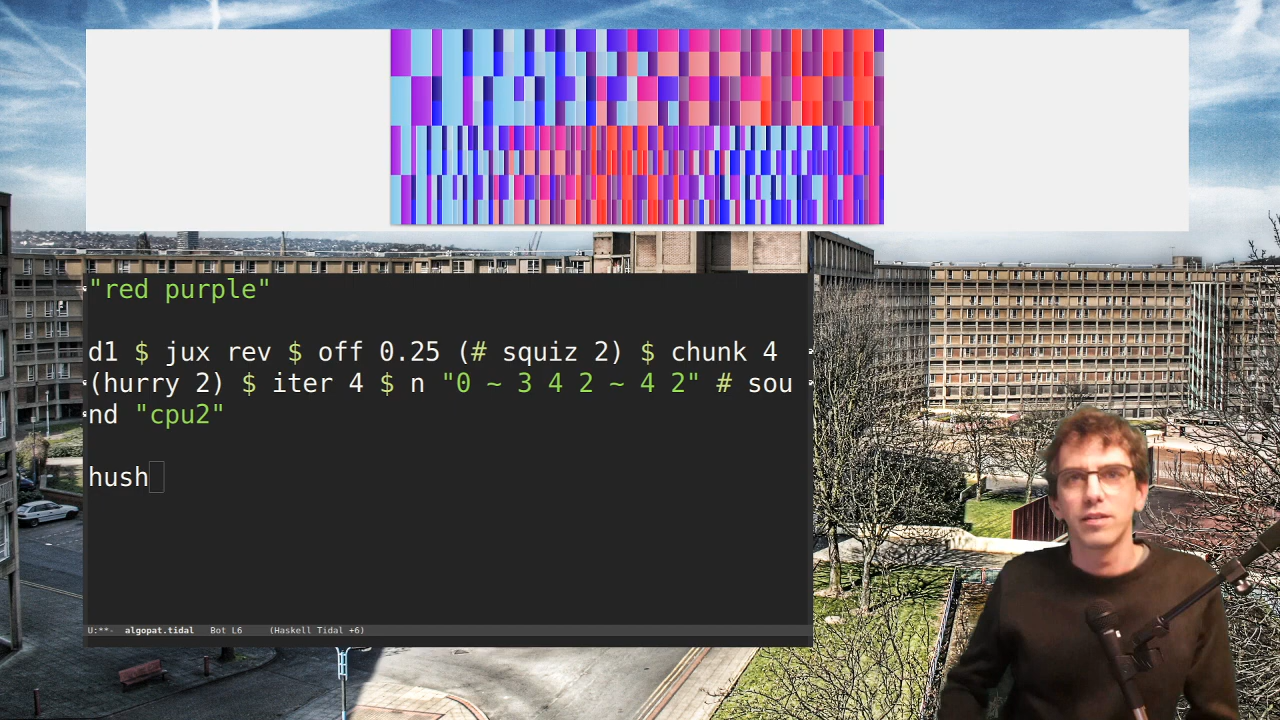 "red purple"
d1 $ jux rev $ off 0.25 (# squiz 2) $ chunk 4
(hurry 2) $ iter 4 $ n "0 ~ 3 4 2 ~ 4 2" # sou
nd "cpu2"
hush
U:**-  algopat.tidal   Bot L6     (Haskell Tidal +6)